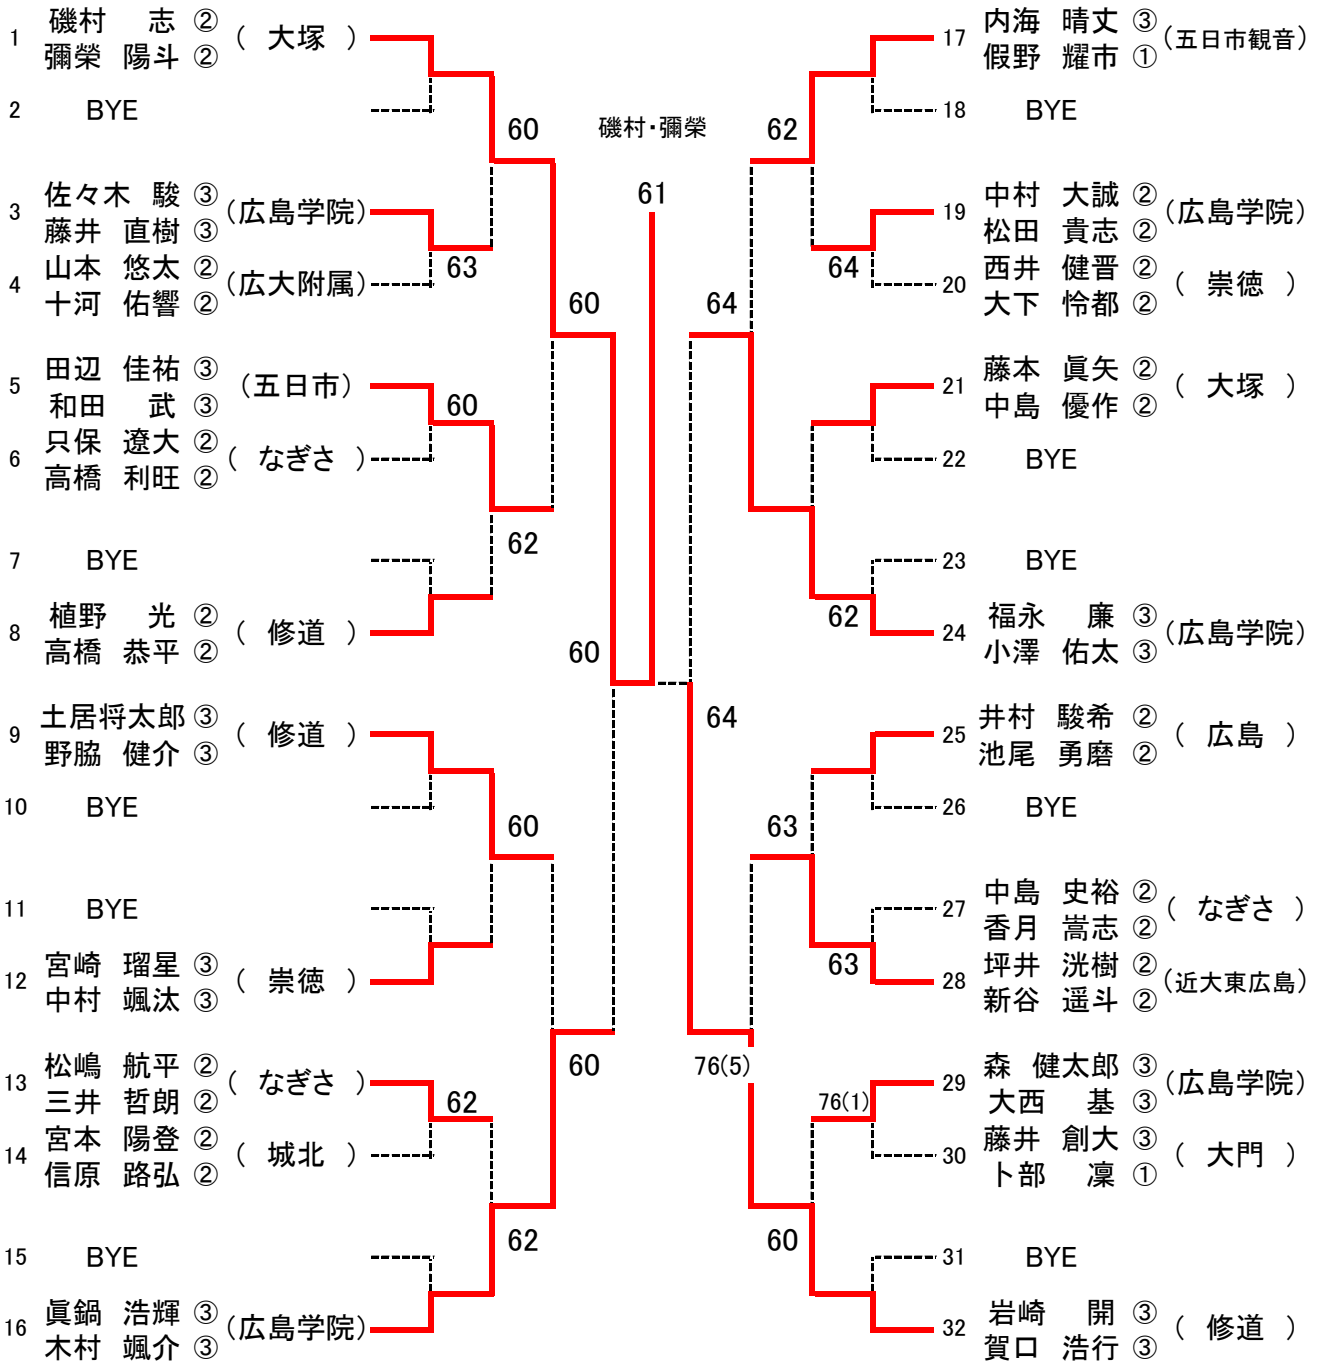 1 磯村 志 ② ( 大塚 )
彌榮 陽斗 ②
2 BYE
3 佐々木 駿 ③ (広島学院)
藤井 直樹 ③
4 山本 悠太 ② (広大附属)
十河 佑響 ②
5 田辺 佳祐 ③ (五日市)
和田 武 ③
6 只保 遼大 ② ( なぎさ )
高橋 利旺 ②
7 BYE
8 植野 光 ② ( 修道 )
高橋 恭平 ②
9 土居将太郎 ③ ( 修道 )
野脇 健介 ③
10 BYE
11 BYE
12 宮崎 瑠星 ③ ( 崇徳 )
中村 颯汰 ③
13 松嶋 航平 ② ( なぎさ )
三井 哲朗 ②
14 宮本 陽登 ② ( 城北 )
信原 路弘 ②
15 BYE
16 眞鍋 浩輝 ③ (広島学院)
木村 颯介 ③
63
60
62
60
62
60
60
62
60
60
60
磯村・彌榮
61
64
64
76(5)
62
62
63
60
64
63
76(1)
17 内海 晴丈 ③ (五日市観音)
假野 耀市 ①
18 BYE
19 中村 大誠 ② (広島学院)
松田 貴志 ②
20 西井 健晋 ② ( 崇徳 )
大下 怜都 ②
21 藤本 眞矢 ② ( 大塚 )
中島 優作 ②
22 BYE
23 BYE
24 福永 廉 ③ (広島学院)
小澤 佑太 ③
25 井村 駿希 ② ( 広島 )
池尾 勇磨 ②
26 BYE
27 中島 史裕 ② ( なぎさ )
香月 嵩志 ②
28 坪井 洸樹 ② (近大東広島)
新谷 遥斗 ②
29 森 健太郎 ③ (広島学院)
大西 基 ③
30 藤井 創大 ③ ( 大門 )
卜部 凜 ①
31 BYE
32 岩崎 開 ③ ( 修道 )
賀口 浩行 ③